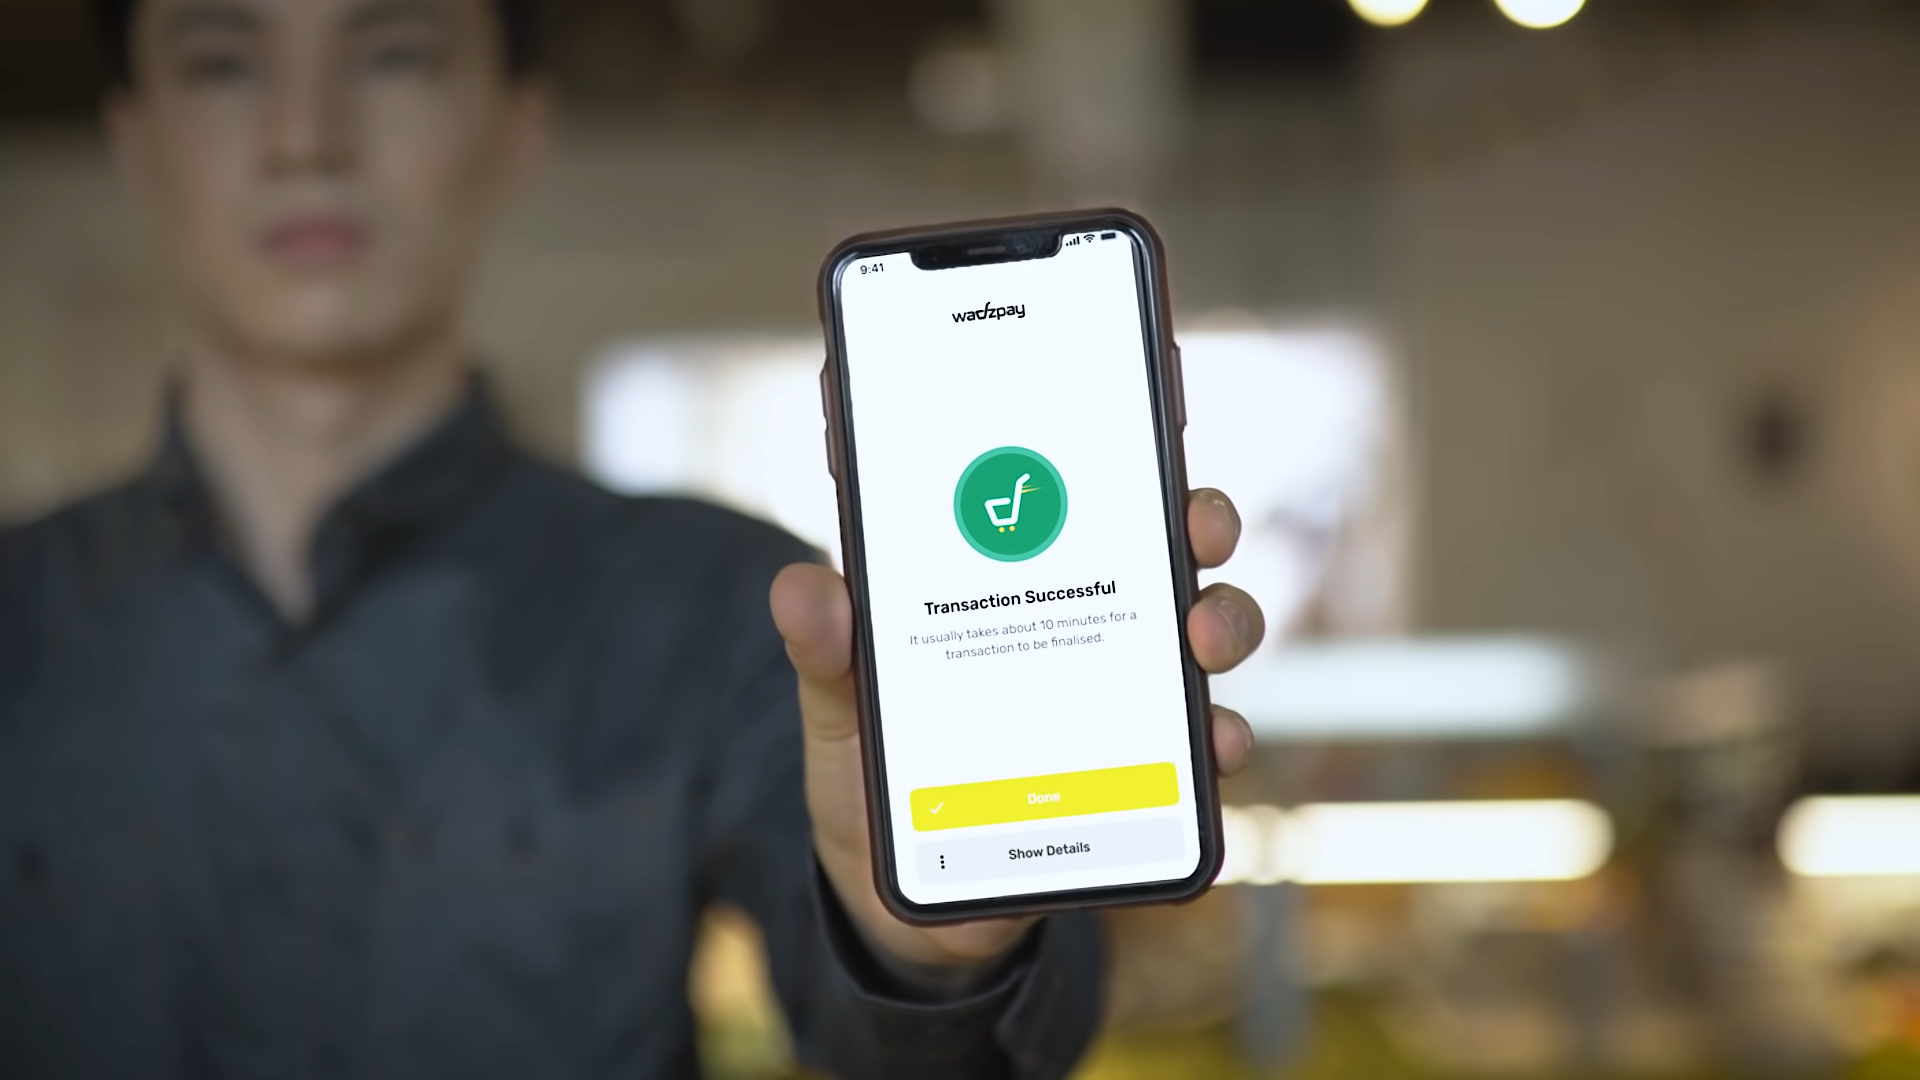 9:41
wadzpay
Transaction Successful
It usually takes about 10 minutes for a
transaction to be finalised.
Done
Show Details